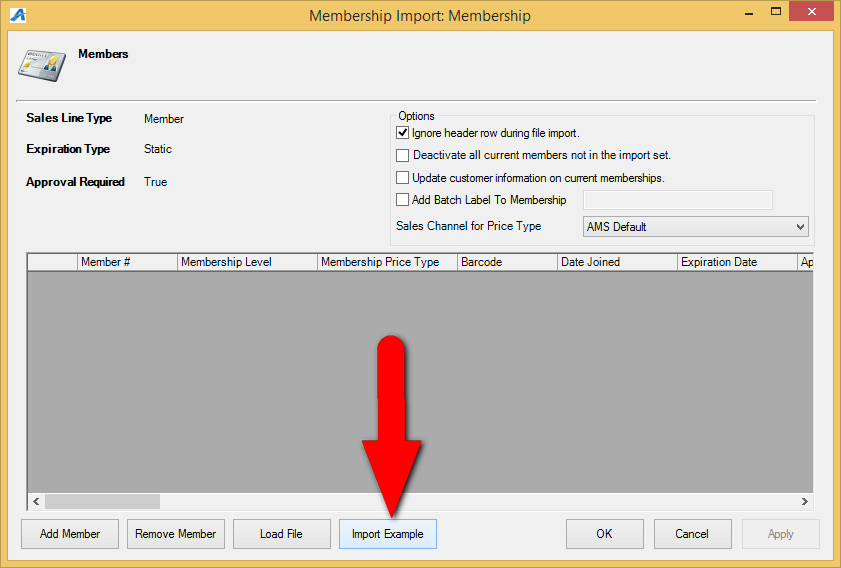 Membership Import: Membership
Members
Sales Line Type Member
Expiration Type Static
Approval Required True
Options
Ignore header row during file import.
Deactivate all current members not in the import set.
Update customer information on current memberships.
Add Batch Label To Membership
Sales Channel for Price Type AMS Default
Member # Membership Level Membership Price Type Barcode Date Joined Expiration Date Ap
Add Member Remove Member Load File Import Example OK Cancel Apply